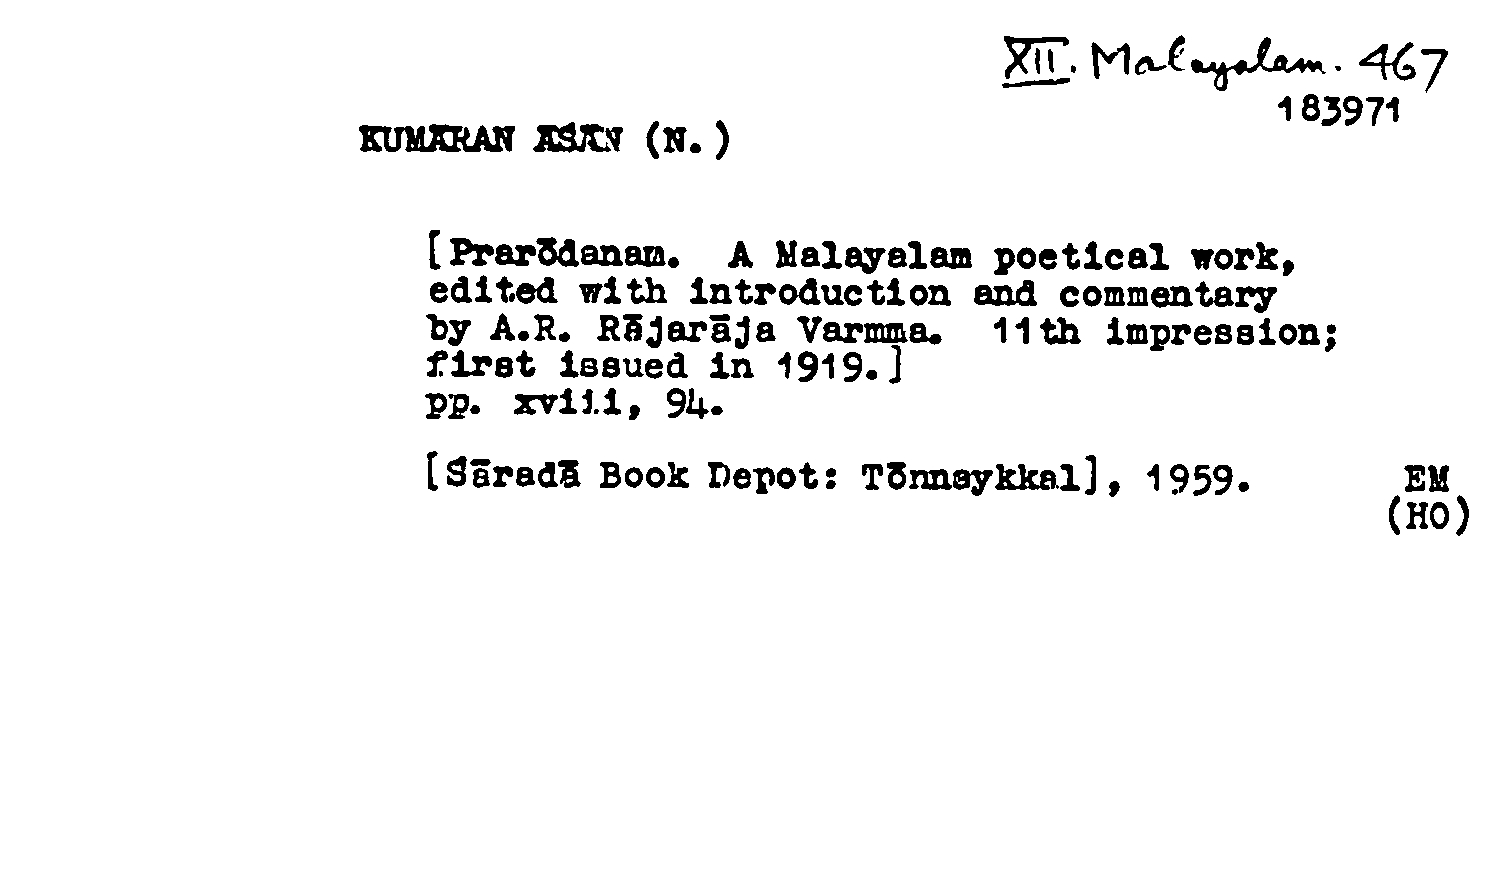 XII. Malayalam. 467
183971
KUMĀRAN ĀŚĀN (N.)
[Prarōdanam. A Malayalam poetical work,
edited with introduction and commentary
by A.R. Rājarāja Varmma. 11th impression;
first issued in 1919.]
pp. xviii, 94.
[Śāradā Book Depot: Tōnnaykkal], 1959. EM
(HO)